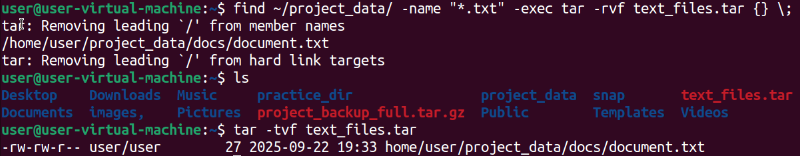 user@user-virtual-machine:~$ find ~/project_data/ -name "*.txt" -exec tar -rvf text_files.tar {} \;
tar: Removing leading `/' from member names
/home/user/project_data/docs/document.txt
tar: Removing leading `/' from hard link targets
user@user-virtual-machine:~$ ls
Desktop Downloads Music practice_dir project_data snap text_files.tar
Documents images, Pictures project_backup_full.tar.gz Public Templates Videos
user@user-virtual-machine:~$ tar -tvf text_files.tar
-rw-rw-r-- user/user 27 2025-09-22 19:33 home/user/project_data/docs/document.txt